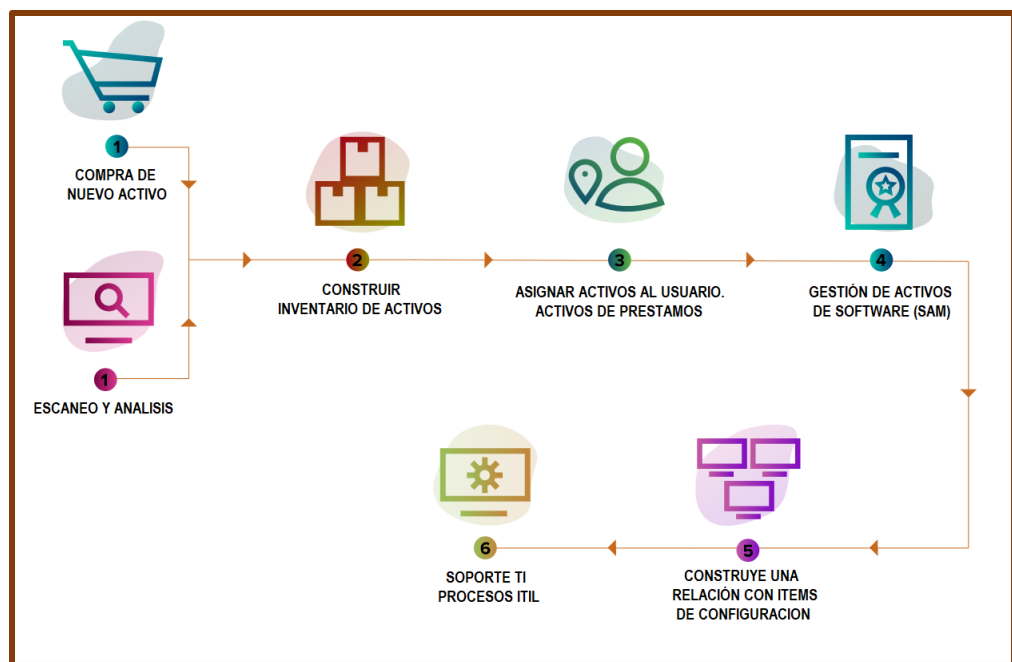 1
COMPRA DE
NUEVO ACTIVO
1
ESCANEO Y ANALISIS
2
CONSTRUIR
INVENTARIO DE ACTIVOS
3
ASIGNAR ACTIVOS AL USUARIO.
ACTIVOS DE PRESTAMOS
4
GESTIÓN DE ACTIVOS
DE SOFTWARE (SAM)
5
CONSTRUYE UNA
RELACIÓN CON ITEMS
DE CONFIGURACION
6
SOPORTE TI
PROCESOS ITIL